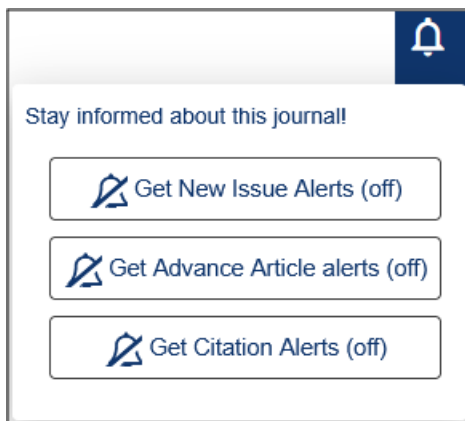 Stay informed about this journal!
Get New Issue Alerts (off)
Get Advance Article alerts (off)
Get Citation Alerts (off)